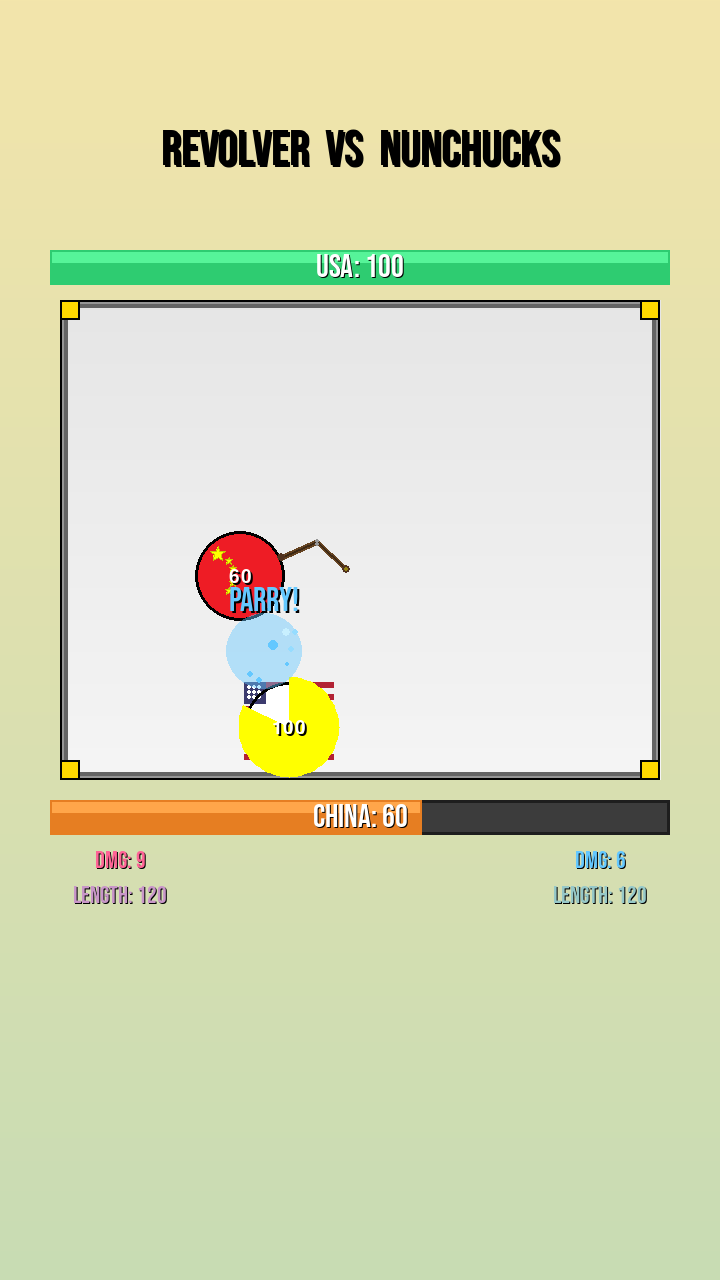 REVOLVER VS NUNCHUCKS
USA: 100
60
PARRY!
100
CHINA: 60
DMG: 9
DMG: 6
LENGTH: 120
LENGTH: 120